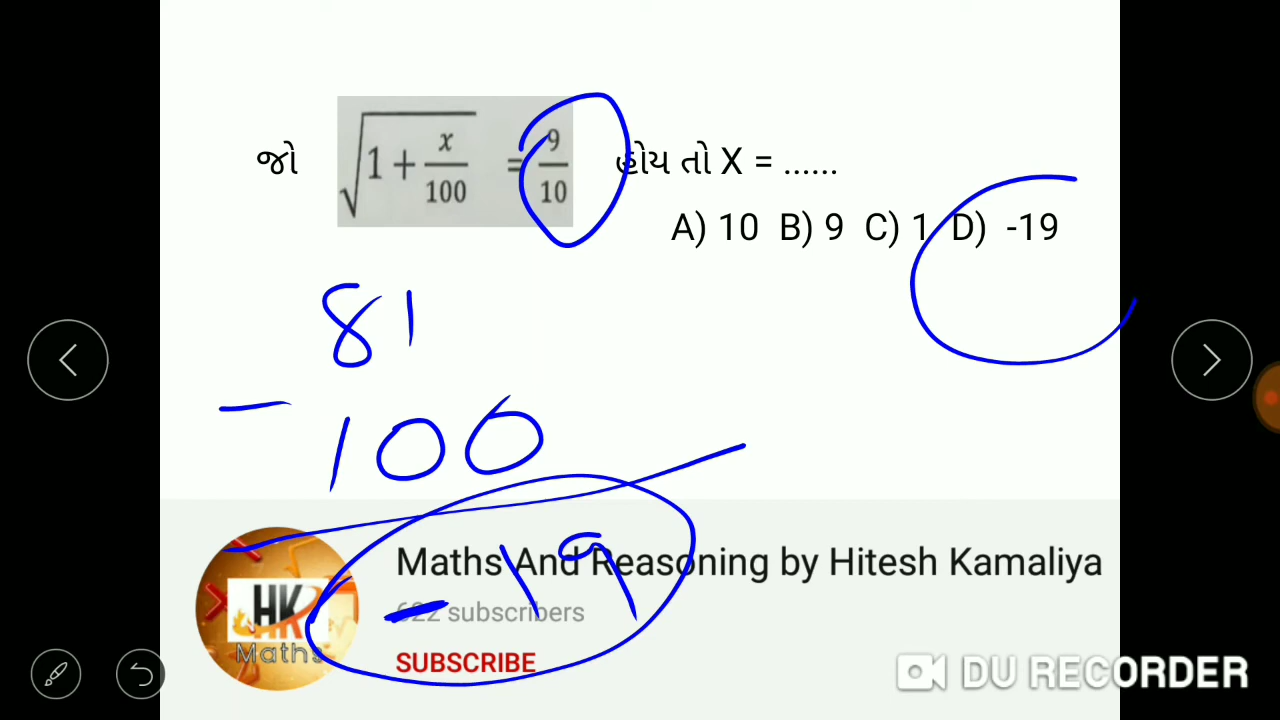 જો √1 + x/100 = 9/10 હોય તો X = ......
A) 10 B) 9 C) 1 D) -19
81
- 100
- 19
HK
Maths
Maths And Reasoning by Hitesh Kamaliya
622 subscribers
SUBSCRIBE
DU RECORDER